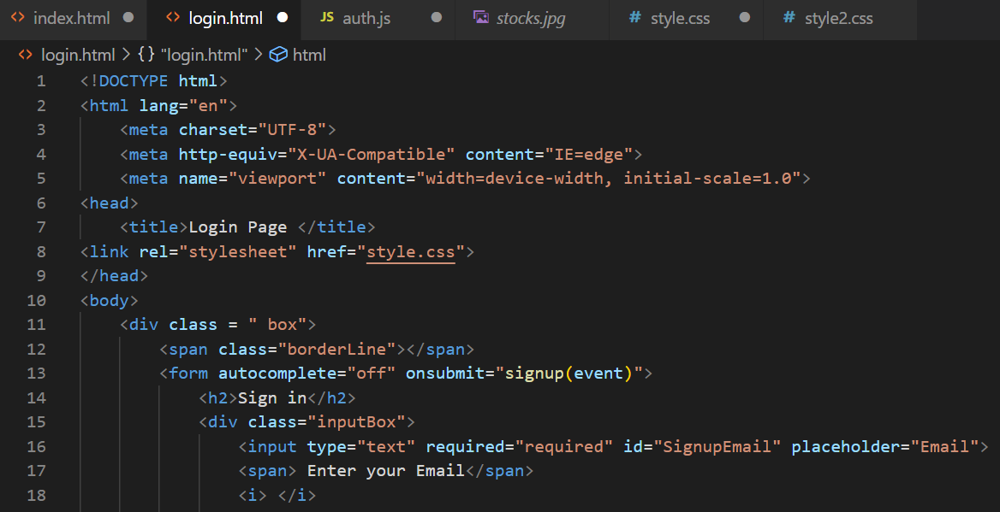 index.html login.html JS auth.js stocks.jpg # style.css # style2.css
login.html > {} "login.html" > html
1 <!DOCTYPE html>
2 <html lang="en">
3 <meta charset="UTF-8">
4 <meta http-equiv="X-UA-Compatible" content="IE=edge">
5 <meta name="viewport" content="width=device-width, initial-scale=1.0">
6 <head>
7 <title>Login Page </title>
8 <link rel="stylesheet" href="style.css">
9 </head>
10 <body>
11 <div class = " box">
12 <span class="borderLine"></span>
13 <form autocomplete="off" onsubmit="signup(event)">
14 <h2>Sign in</h2>
15 <div class="inputBox">
16 <input type="text" required="required" id="SignupEmail" placeholder="Email">
17 <span> Enter your Email</span>
18 <i> </i>